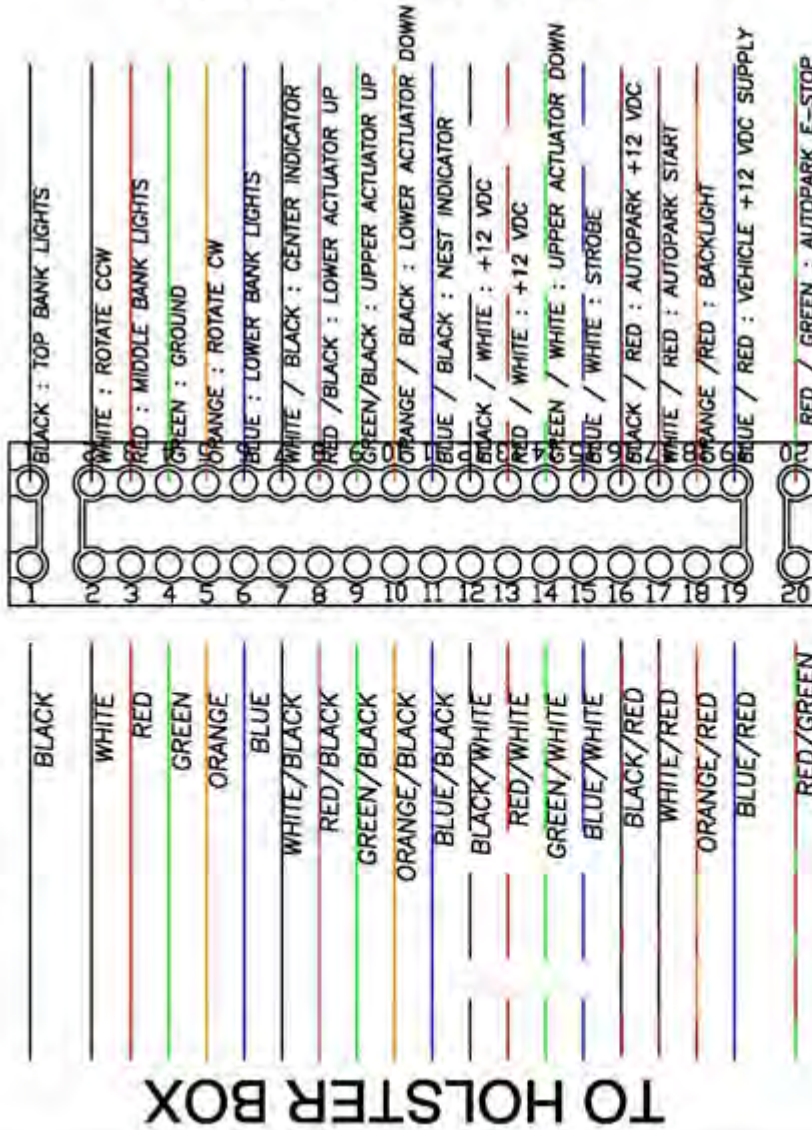 BLACK : TOP BANK LIGHTS
WHITE : ROTATE CCW
RED : MIDDLE BANK LIGHTS
GREEN : GROUND
ORANGE : ROTATE CW
BLUE : LOWER BANK LIGHTS
WHITE / BLACK : CENTER INDICATOR
RED /BLACK : LOWER ACTUATOR UP
GREEN/BLACK : UPPER ACTUATOR UP
ORANGE / BLACK : LOWER ACTUATOR DOWN
BLUE / BLACK : NEST INDICATOR
BLACK / WHITE : +12 VDC
RED / WHITE : +12 VDC
GREEN / WHITE : UPPER ACTUATOR DOWN
BLUE / WHITE : STROBE
BLACK / RED : AUTOPARK +12 VDC
WHITE / RED : AUTOPARK START
ORANGE /RED : BACKLIGHT
BLUE / RED : VEHICLE +12 VDC SUPPLY
RED / GREEN : AUTOPARK E-STOP
1
2
3
4
5
6
7
8
9
10
11
12
13
14
15
16
17
18
19
20
BLACK
WHITE
RED
GREEN
ORANGE
BLUE
WHITE/BLACK
RED/BLACK
GREEN/BLACK
ORANGE/BLACK
BLUE/BLACK
BLACK/WHITE
RED/WHITE
GREEN/WHITE
BLUE/WHITE
BLACK/RED
WHITE/RED
ORANGE/RED
BLUE/RED
RED/GREEN
TO HOLSTER BOX